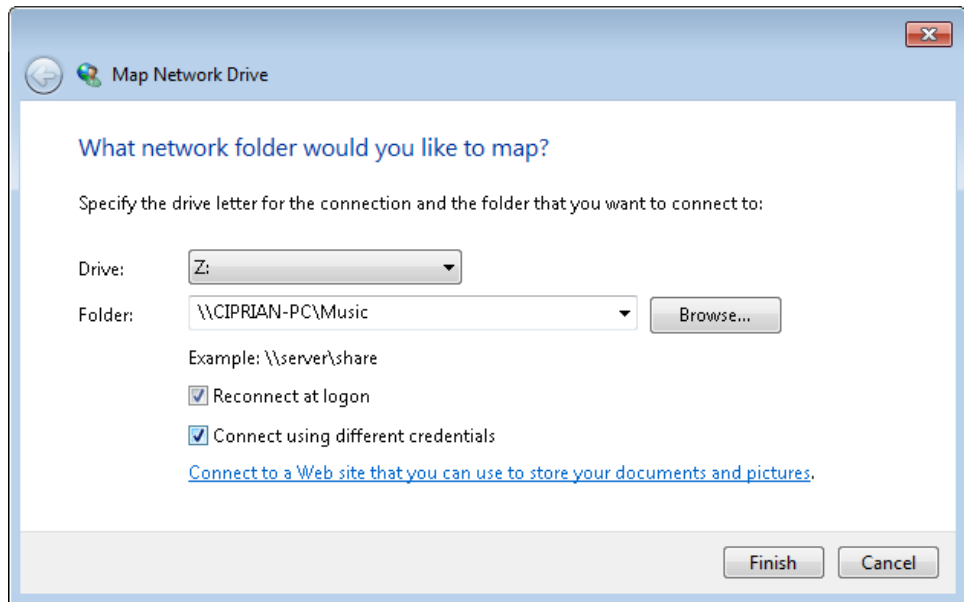 Map Network Drive
What network folder would you like to map?
Specify the drive letter for the connection and the folder that you want to connect to:
Drive: Z:
Folder: \\CIPRIAN-PC\Music Browse...
Example: \\server\share
Reconnect at logon
Connect using different credentials
Connect to a Web site that you can use to store your documents and pictures.
Finish Cancel